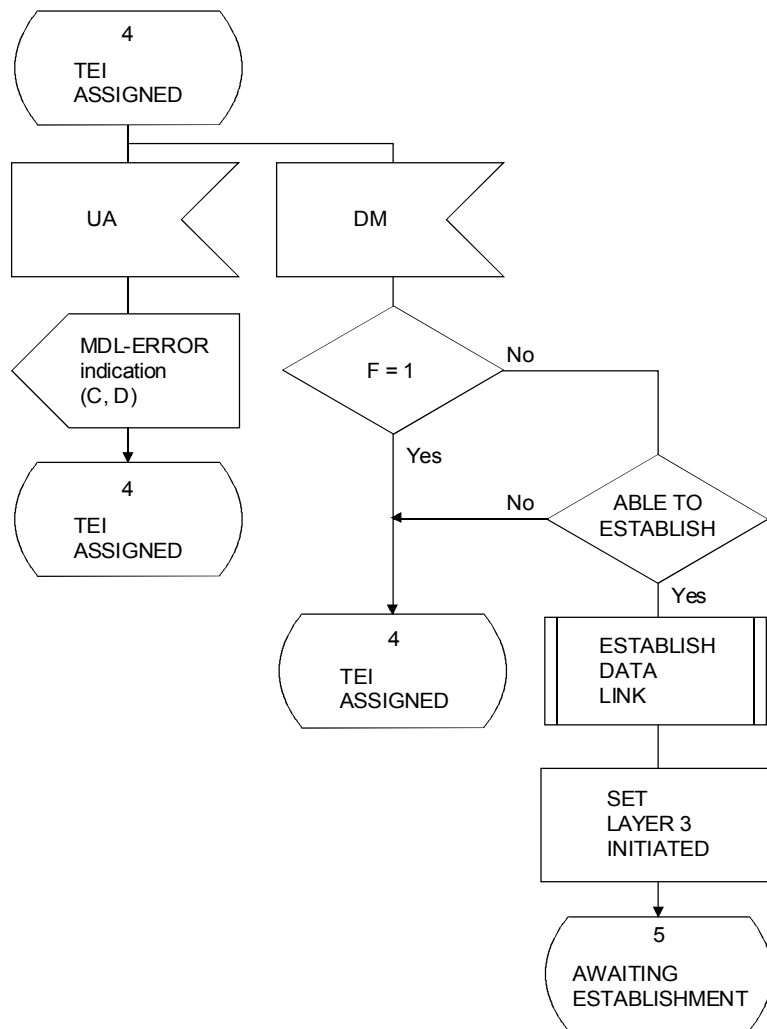 4
TEI
ASSIGNED
UA
DM
MDL-ERROR
indication
(C, D)
F = 1
No
Yes
4
TEI
ASSIGNED
No
ABLE TO
ESTABLISH
Yes
4
TEI
ASSIGNED
ESTABLISH
DATA
LINK
SET
LAYER 3
INITIATED
5
AWAITING
ESTABLISHMENT